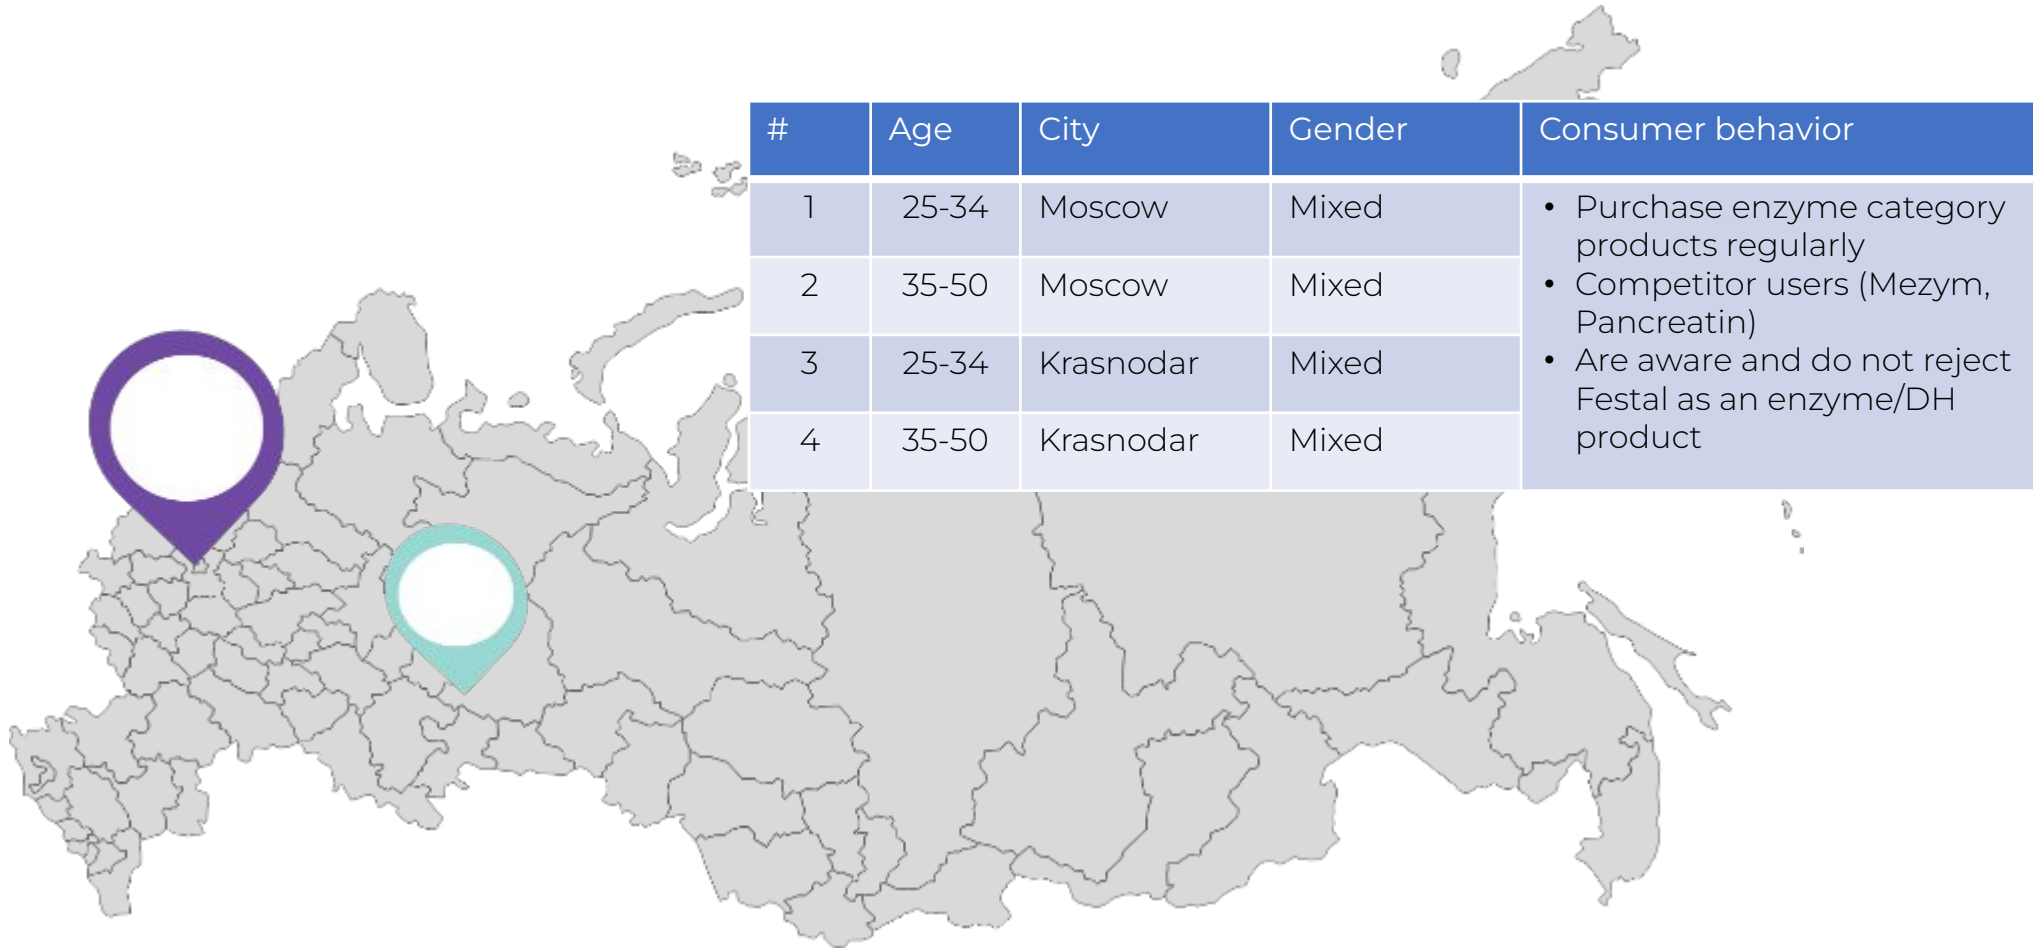 # Age City Gender Consumer behavior
1 25-34 Moscow Mixed
2 35-50 Moscow Mixed
3 25-34 Krasnodar Mixed
4 35-50 Krasnodar Mixed
• Purchase enzyme category
products regularly
• Competitor users (Mezym,
Pancreatin)
• Are aware and do not reject
Festal as an enzyme/DH
product